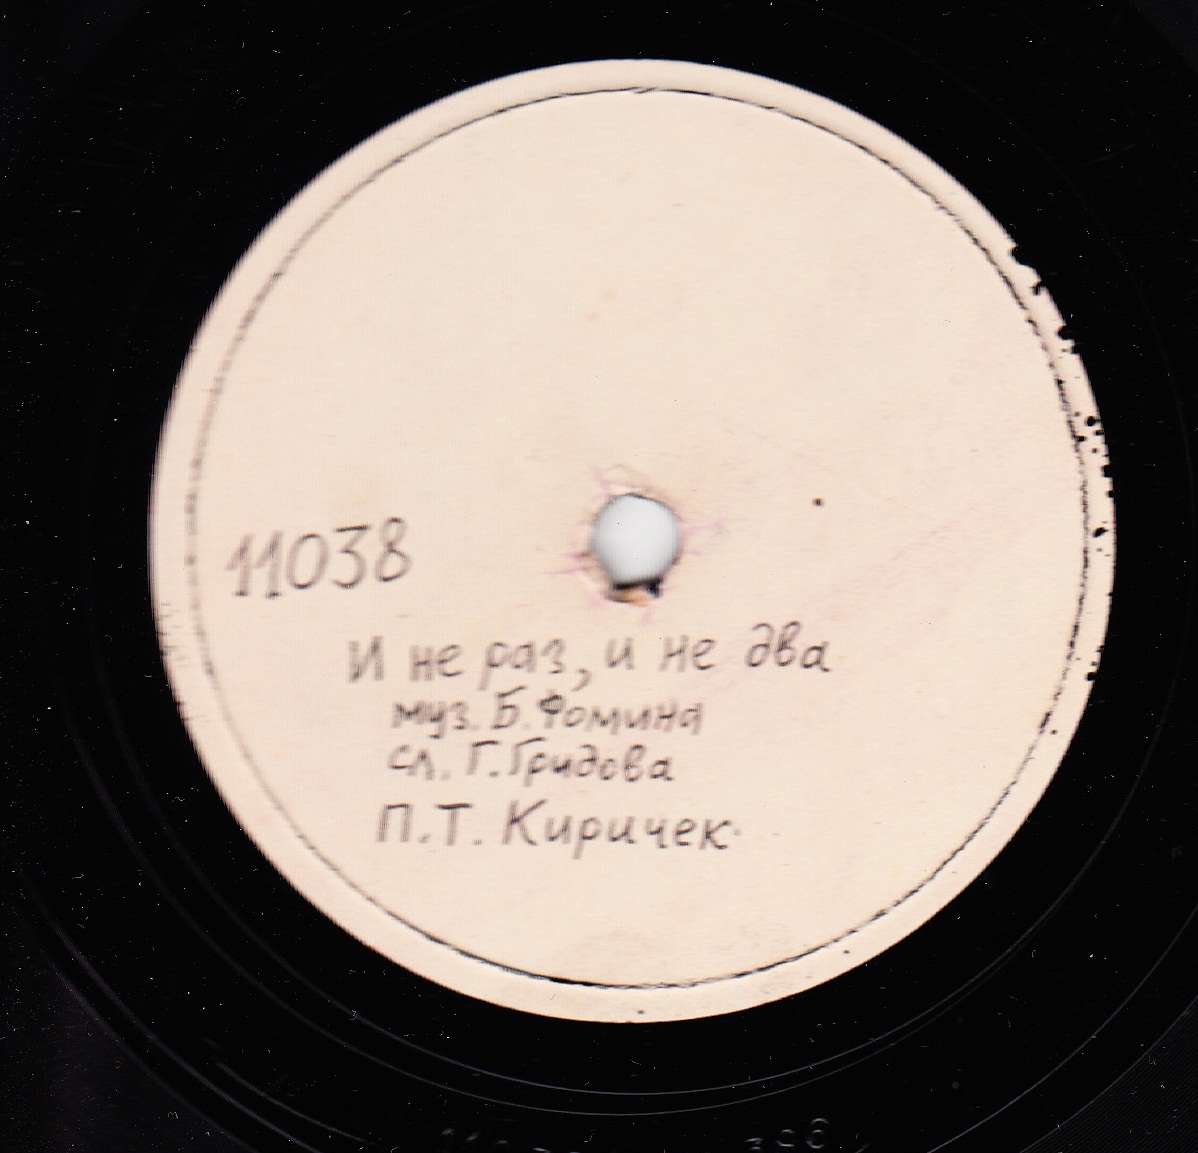 11038
И не раз, и не два
муз. Б. Фомина
сл. Г. Гридова
П.Т. Киричек